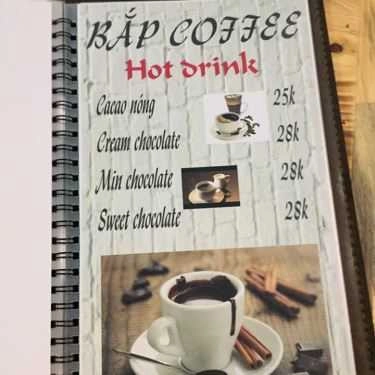 BẮP COFFEE
Hot drink
Cacao nóng 25k
Cream chocolate 28k
Min chocolate 28k
Sweet chocolate 28k